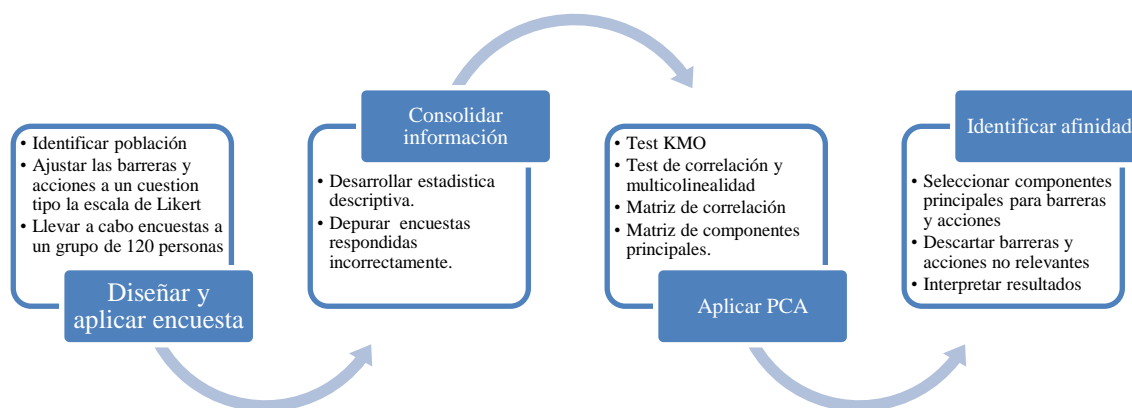 • Identificar población
• Ajustar las barreras y
acciones a un cuestion
tipo la escala de Likert
• Llevar a cabo encuestas a
un grupo de 120 personas
Diseñar y
aplicar encuesta
Consolidar
información
• Desarrollar estadistica
descriptiva.
• Depurar encuestas
respondidas
incorrectamente.
• Test KMO
• Test de correlación y
multicolinealidad
• Matriz de correlación
• Matriz de componentes
principales.
Aplicar PCA
Identificar afinidad
• Seleccionar componentes
principales para barreras
y acciones
• Descartar barreras y
acciones no relevantes
• Interpretar resultados